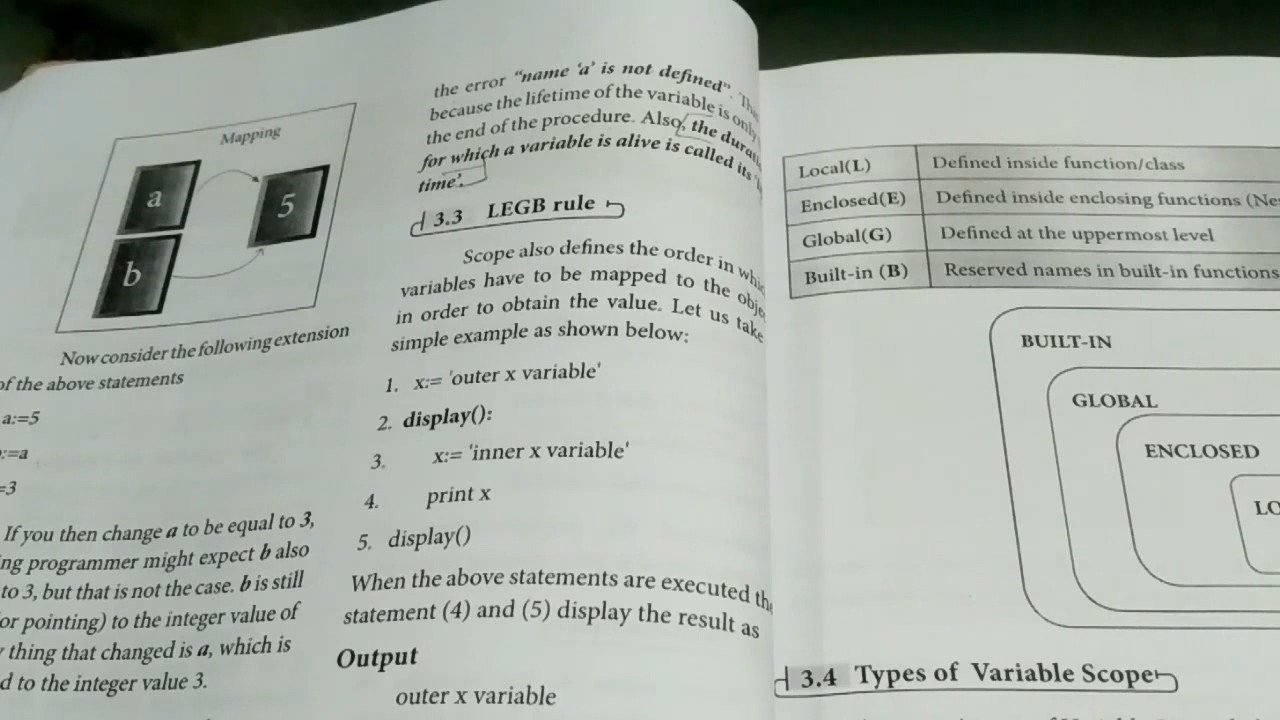 Mapping
a
5
b
Now consider the following extension
of the above statements
a:=5
:=a
=3
If you then change a to be equal to 3,
ng programmer might expect b also
to 3, but that is not the case. b is still
or pointing) to the integer value of
thing that changed is a, which is
d to the integer value 3.
the error "name 'a' is not defined".
because the lifetime of the variable is only
the end of the procedure. Also, the durat
for which a variable is alive is called its
time'.
3.3 LEGB rule
Scope also defines the order in whic
variables have to be mapped to the obje
in order to obtain the value. Let us take
simple example as shown below:
1. x:= 'outer x variable'
2. display():
3. x:= 'inner x variable'
4. print x
5. display()
When the above statements are executed the
statement (4) and (5) display the result as
Output
outer x variable
Local(L) Defined inside function/class
Enclosed(E) Defined inside enclosing functions (Nes
Global(G) Defined at the uppermost level
Built-in (B) Reserved names in built-in functions
BUILT-IN
GLOBAL
ENCLOSED
LO
3.4 Types of Variable Scope